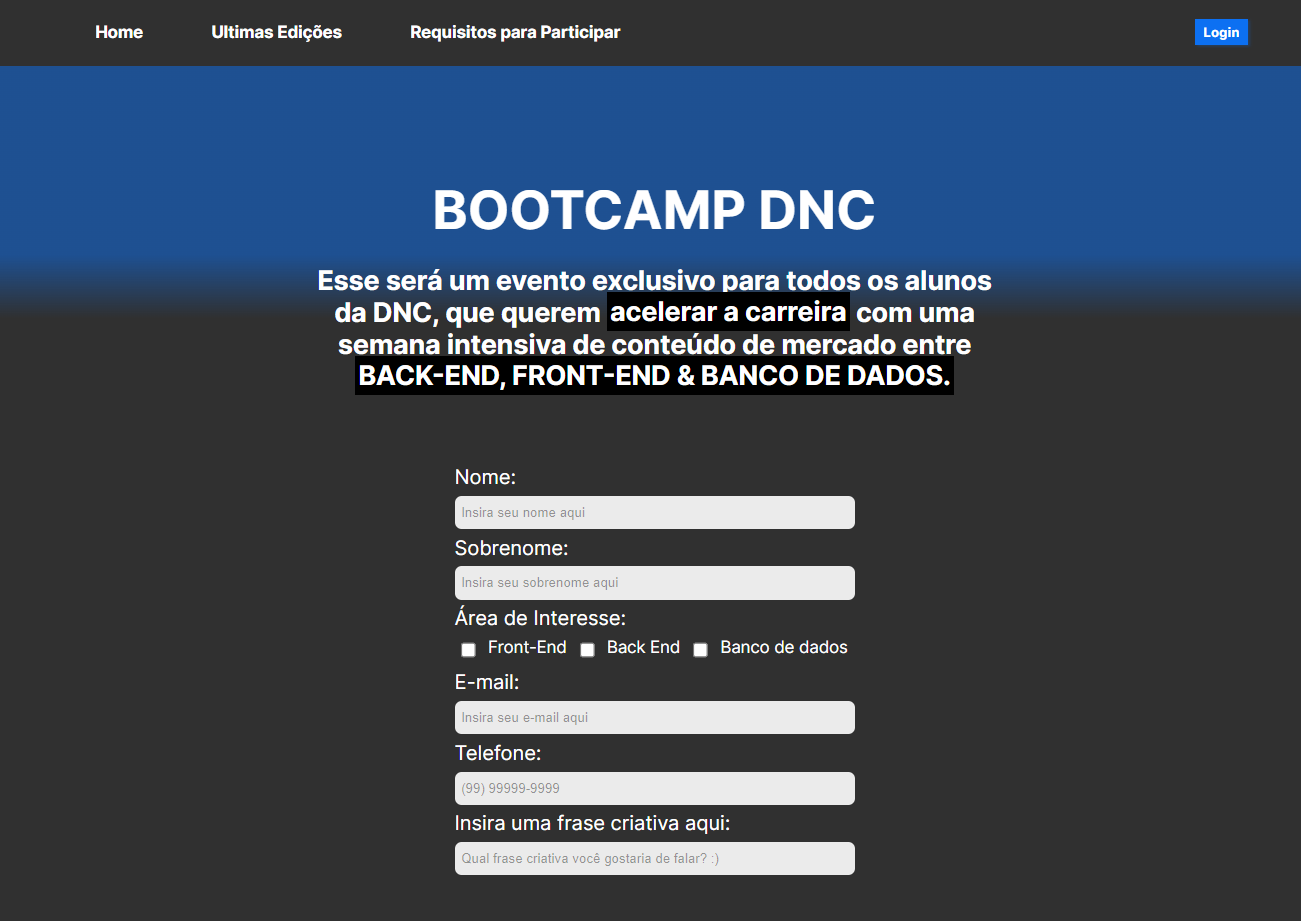 Home Ultimas Edições Requisitos para Participar Login
BOOTCAMP DNC
Esse será um evento exclusivo para todos os alunos
da DNC, que querem acelerar a carreira com uma
semana intensiva de conteúdo de mercado entre
BACK-END, FRONT-END & BANCO DE DADOS.
Nome:
Insira seu nome aqui
Sobrenome:
Insira seu sobrenome aqui
Área de Interesse:
Front-End Back End Banco de dados
E-mail:
Insira seu e-mail aqui
Telefone:
(99) 99999-9999
Insira uma frase criativa aqui:
Qual frase criativa você gostaria de falar? :)